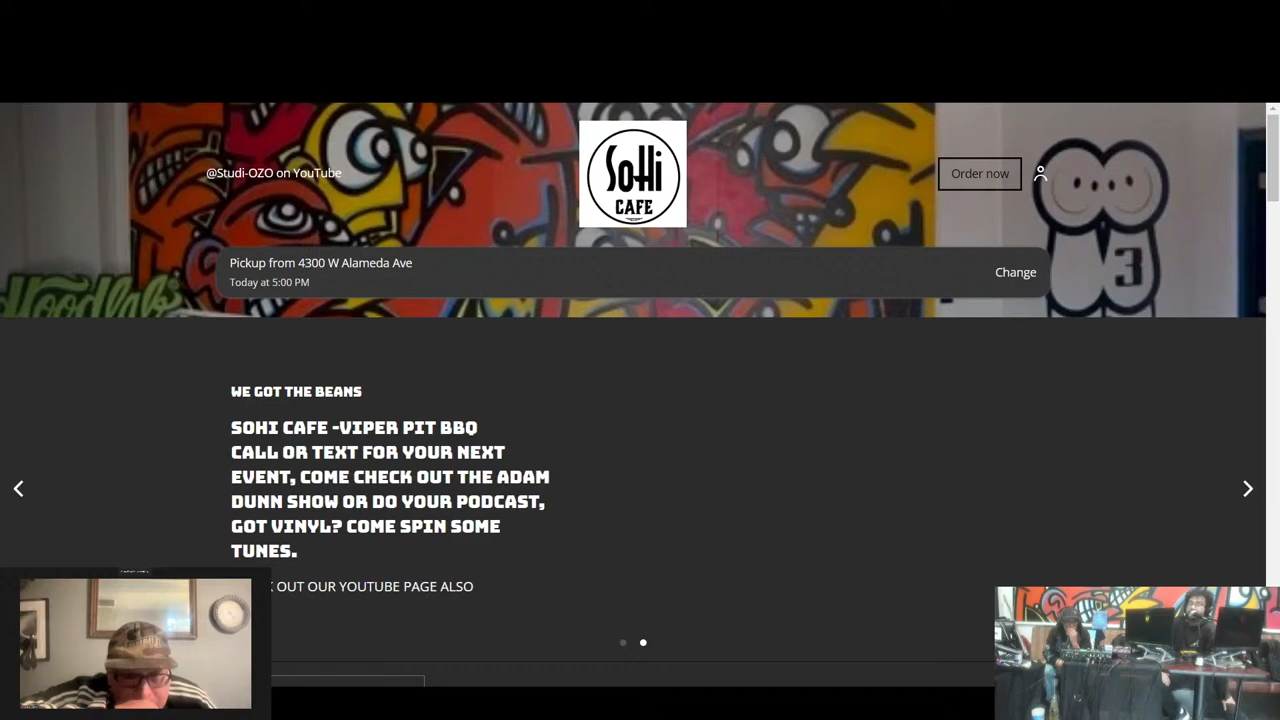 @Studi-OZO on YouTube
SoHi
CAFE
Order now
Pickup from 4300 W Alameda Ave
Today at 5:00 PM
Change
Hoodlab
3
WE GOT THE BEANS
SOHI CAFE -VIPER PIT BBQ
CALL OR TEXT FOR YOUR NEXT
EVENT, COME CHECK OUT THE ADAM
DUNN SHOW OR DO YOUR PODCAST,
GOT VINYL? COME SPIN SOME
TUNES.
OUT OUR YOUTUBE PAGE ALSO